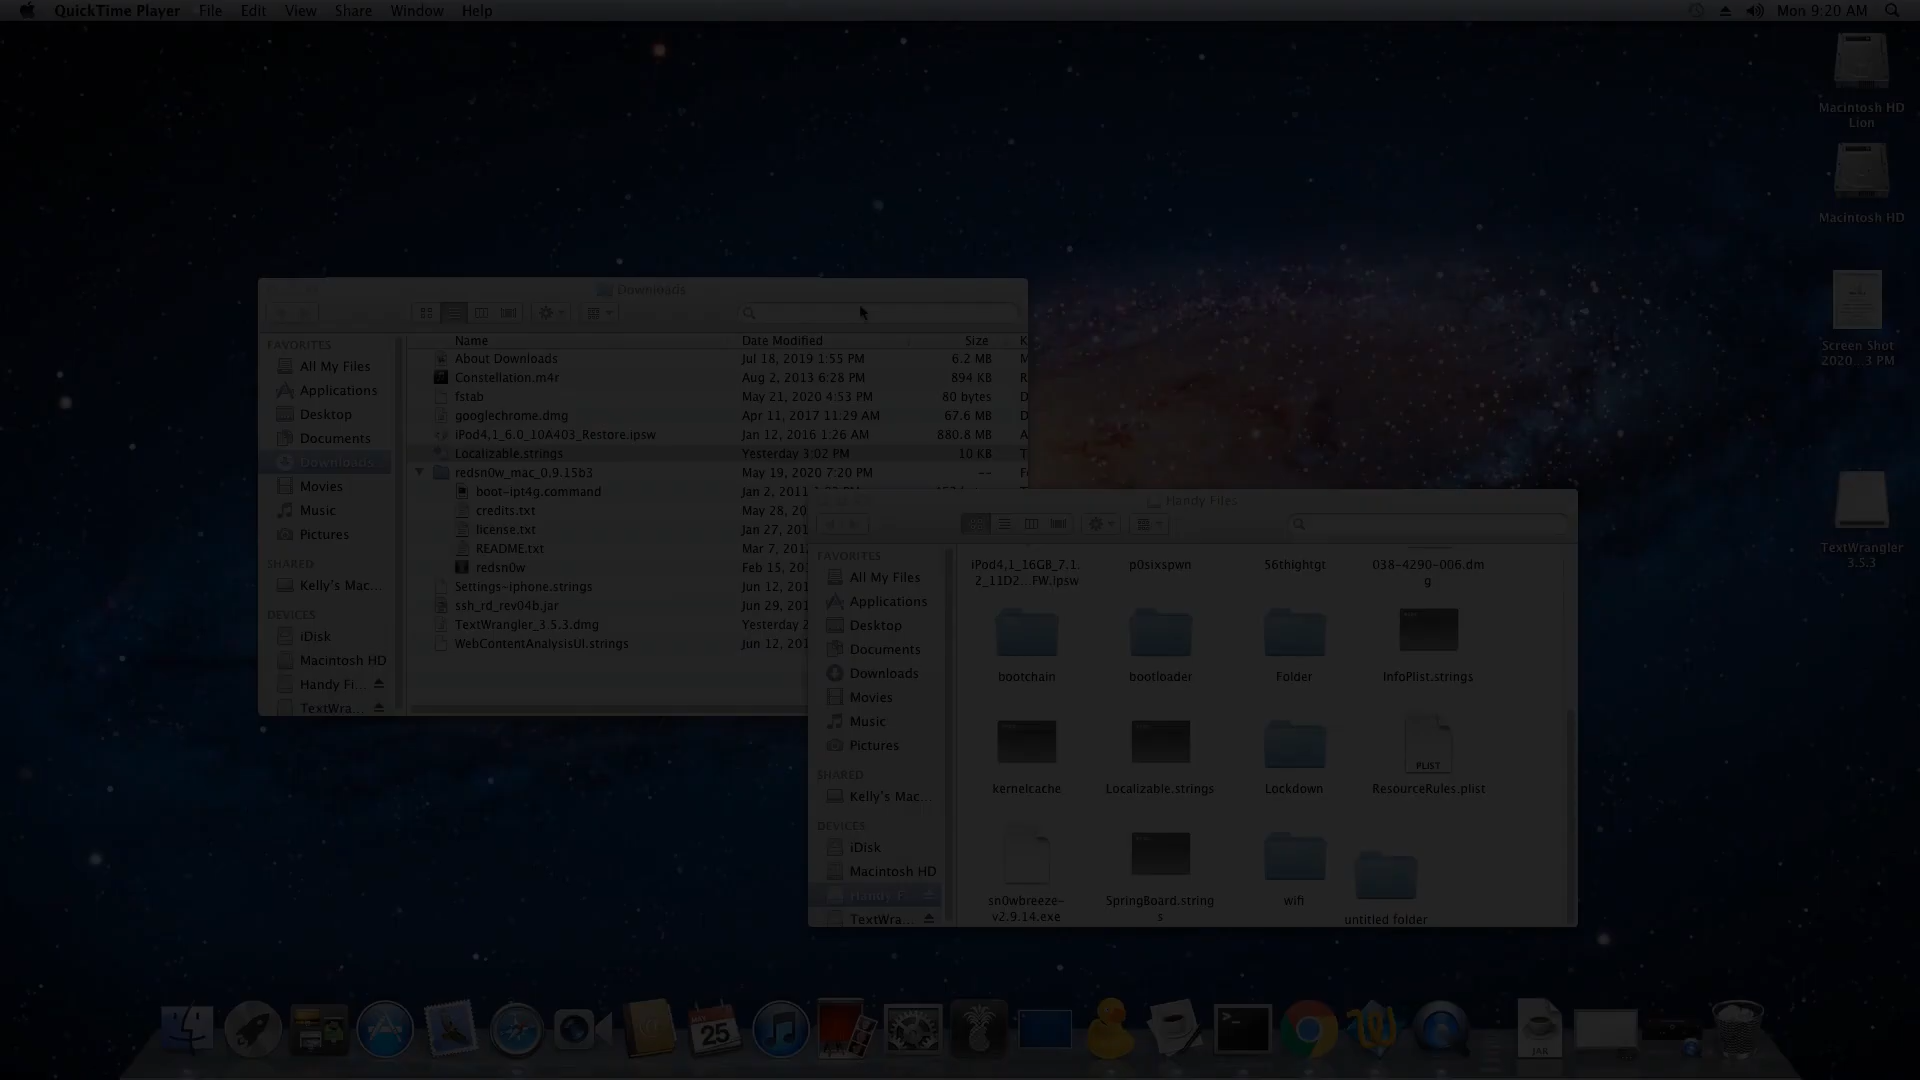 QuickTime Player File Edit View Share Window Help Mon 9:20 AM
Macintosh HD
Lion
Macintosh HD
Screen Shot
2020...3 PM
TextWrangler
3.5.3
Downloads
FAVORITES
All My Files
Applications
Desktop
Documents
Downloads
Movies
Music
Pictures
SHARED
Kelly's Mac...
DEVICES
iDisk
Macintosh HD
Handy Fi...
TextWra...
Name Date Modified Size K
About Downloads Jul 18, 2019 1:55 PM 6.2 MB
Constellation.m4r Aug 2, 2013 6:28 PM 894 KB R
fstab May 21, 2020 4:53 PM 80 bytes D
googlechrome.dmg Apr 11, 2017 11:29 AM 67.6 MB D
iPod4,1_6.0_10A403_Restore.ipsw Jan 12, 2016 1:26 AM 880.8 MB A
Localizable.strings Yesterday 3:02 PM 10 KB T
redsn0w_mac_0.9.15b3 May 19, 2020 7:20 PM -- F
boot-ipt4g.command Jan 2, 2011
credits.txt May 28, 20
license.txt Jan 27, 201
README.txt Mar 7, 201
redsn0w Feb 15, 20
Settings-iphone.strings Jun 12, 201
ssh_rd_rev04b.jar Jun 29, 201
TextWrangler_3 5.3.dmg Yesterday 2
WebContentAnalysisUI.strings Jun 12, 201
Handy Files
FAVORITES
All My Files
Applications
Desktop
Documents
Downloads
Movies
Music
Pictures
SHARED
Kelly's Mac...
DEVICES
iDisk
Macintosh HD
Handy F...
TextWra...
iPod4,1_16GB_7.1.
2_11D2...FW.ipsw
p0sixspwn
56thightgt
038-4290-006.dm
g
bootchain
bootloader
Folder
InfoPlist.strings
kernelcache
Localizable.strings
Lockdown
PLIST
ResourceRules.plist
sn0wbreeze-
v2.9.14.exe
SpringBoard.string
s
wifi
untitled folder
25
JAR